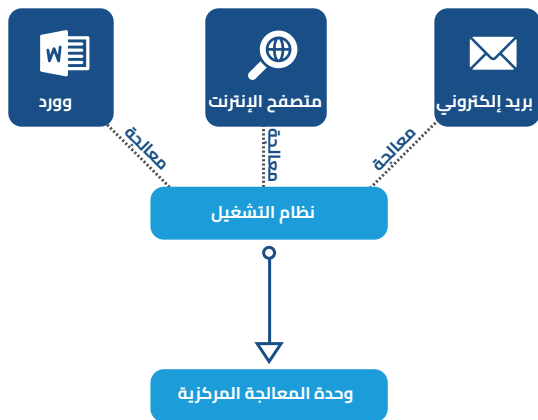 بريد إلكتروني
متصفح الإنترنت
W
وورد
معالجة
معالجة
معالجة
نظام التشغيل
وحدة المعالجة المركزية